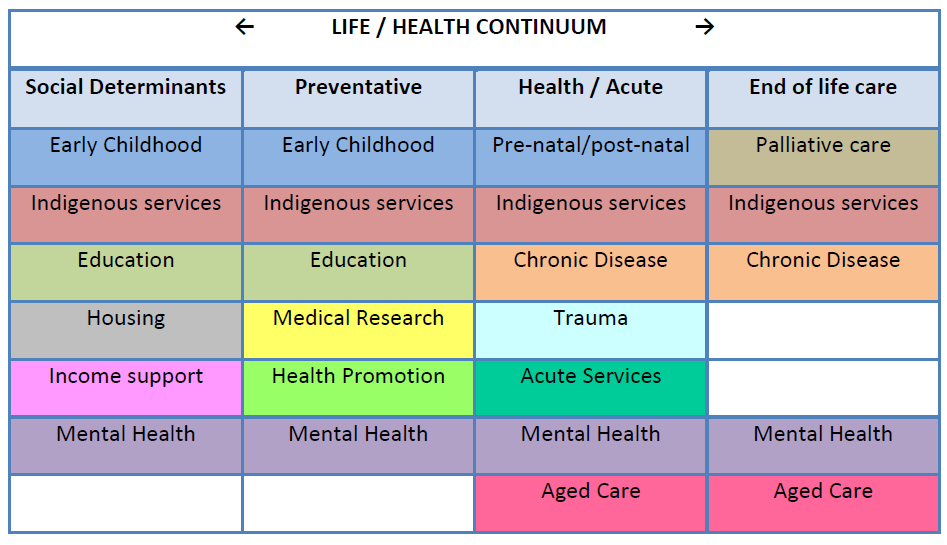 ← LIFE / HEALTH CONTINUUM →
Social Determinants Preventative Health / Acute End of life care
Early Childhood Early Childhood Pre-natal/post-natal Palliative care
Indigenous services Indigenous services Indigenous services Indigenous services
Education Education Chronic Disease Chronic Disease
Housing Medical Research Trauma
Income support Health Promotion Acute Services
Mental Health Mental Health Mental Health Mental Health
Aged Care Aged Care